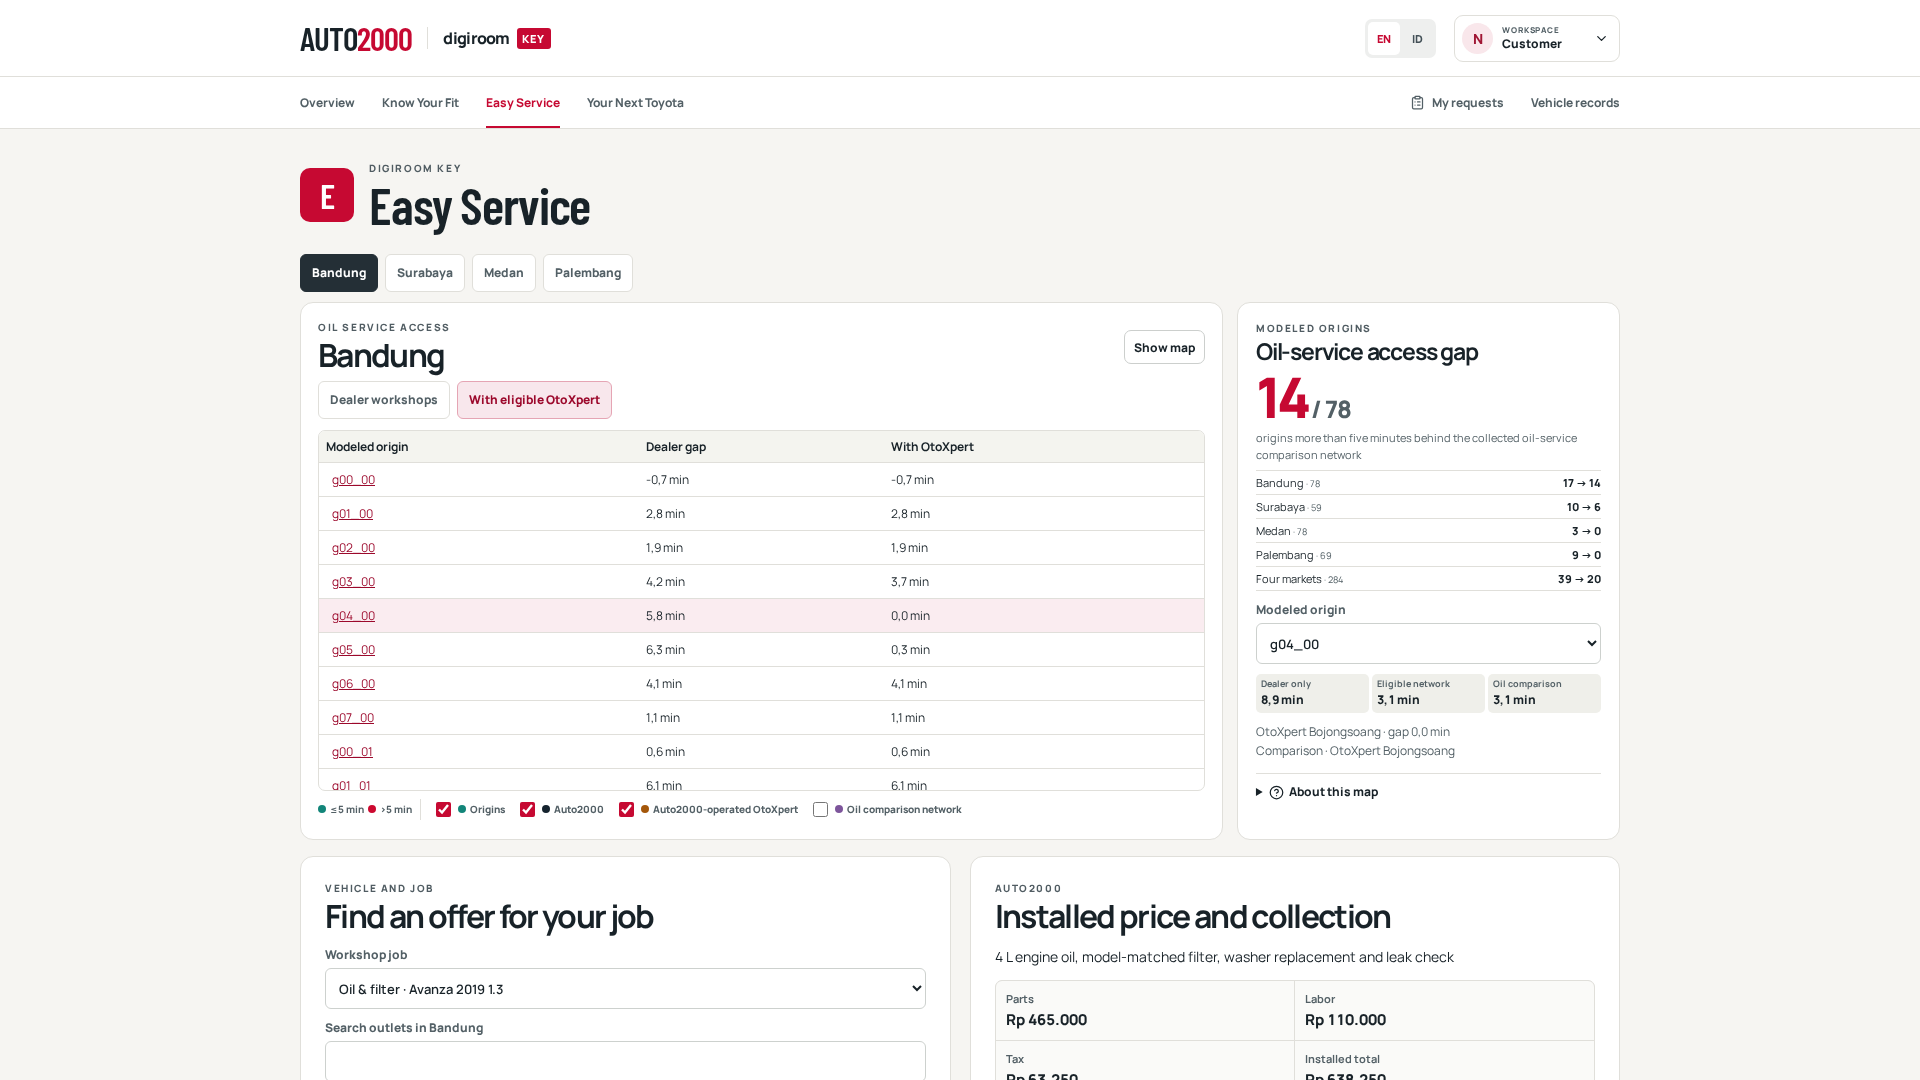 AUTO2000
digiroom KEY
EN ID
N
WORKSPACE
Customer
Overview
Know Your Fit
Easy Service
Your Next Toyota
My requests
Vehicle records
E
DIGIROOM KEY
Easy Service
Bandung
Surabaya
Medan
Palembang
OIL SERVICE ACCESS
Bandung
Show map
Dealer workshops
With eligible OtoXpert
Modeled origin Dealer gap With OtoXpert
g00_00 -0,7 min -0,7 min
g01_00 2,8 min 2,8 min
g02_00 1,9 min 1,9 min
g03_00 4,2 min 3,7 min
g04_00 5,8 min 0,0 min
g05_00 6,3 min 0,3 min
g06_00 4,1 min 4,1 min
g07_00 1,1 min 1,1 min
g00_01 0,6 min 0,6 min
g01_01 6,1 min 6,1 min
≤ 5 min >5 min Origins Auto2000 Auto2000-operated OtoXpert Oil comparison network
MODELED ORIGINS
Oil-service access gap
14 / 78
origins more than five minutes behind the collected oil-service
comparison network
Bandung · 78 17 → 14
Surabaya · 59 10 → 6
Medan · 78 3 → 0
Palembang · 69 9 → 0
Four markets · 284 39 → 20
Modeled origin
g04_00
Dealer only Eligible network Oil comparison
8,9 min 3,1 min 3,1 min
OtoXpert Bojongsoang · gap 0,0 min
Comparison · OtoXpert Bojongsoang
About this map
VEHICLE AND JOB
Find an offer for your job
Workshop job
Oil & filter · Avanza 2019 1.3
Search outlets in Bandung
AUTO2000
Installed price and collection
4 L engine oil, model-matched filter, washer replacement and leak check
Parts Labor
Rp 465.000 Rp 110.000
Tax Installed total
Rp 63.250 Rp 638.250